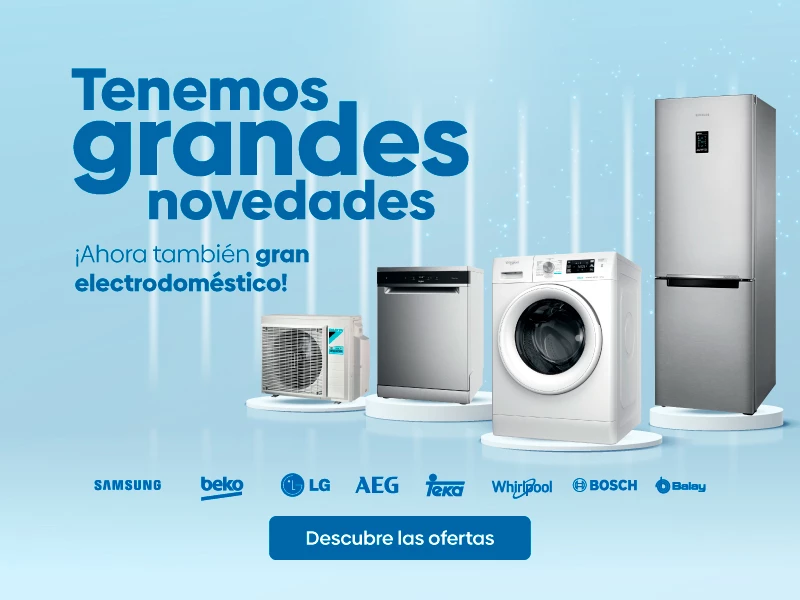 Tenemos
grandes
novedades
¡Ahora también gran
electrodoméstico!
SAMSUNG
beko
LG
AEG
Teka
Whirlpool
BOSCH
Balay
Descubre las ofertas